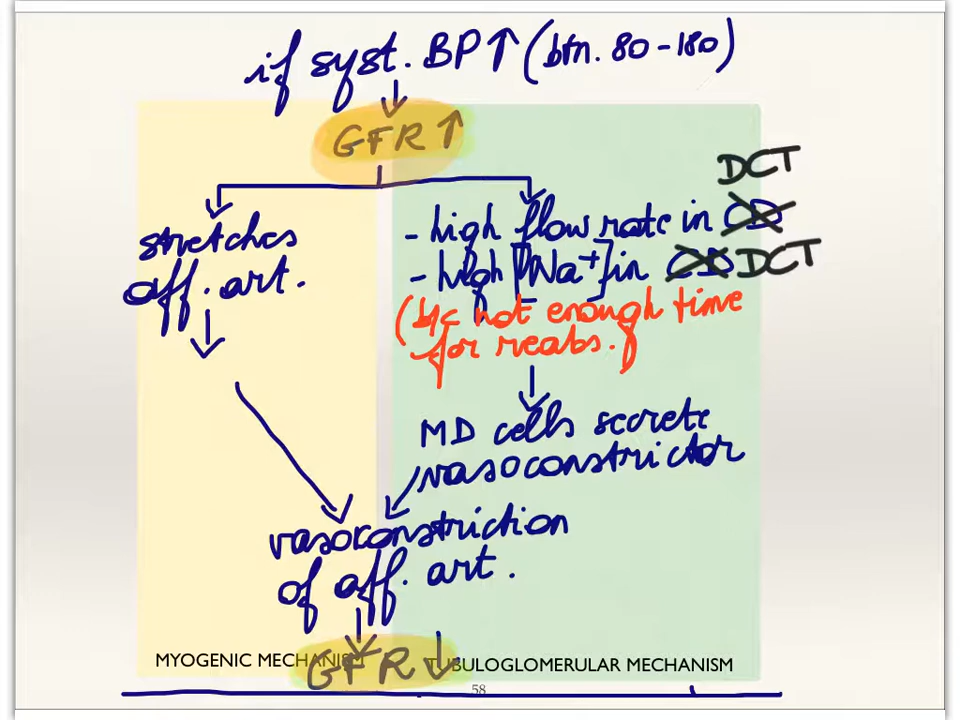 if syst. BP↑ (btn. 80-180)
GFR ↑
stretches
aff. art.
DCT
- high flow rate in CD
- high [Na+] in CD DCT
(b/c not enough time
for reabs.)
MD cells secrete
vasoconstrictor
vasoconstriction
of aff. art.
GFR ↓
MYOGENIC MECHANISM
TUBULOGLOMERULAR MECHANISM
58